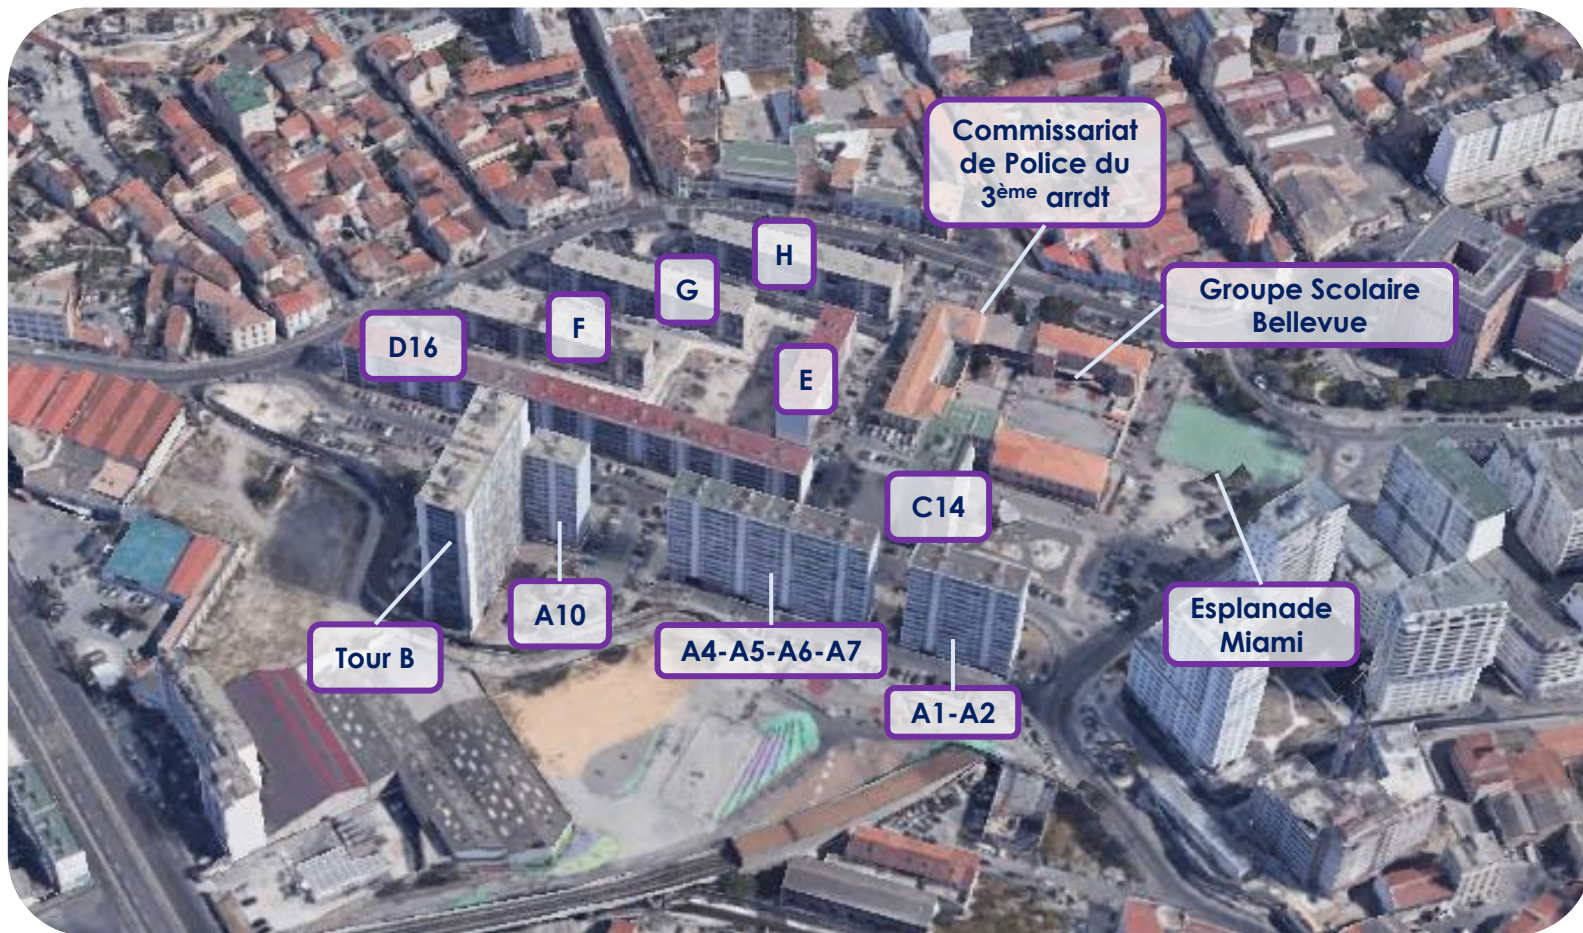 Commissariat
de Police du
3ème arrdt
H
G
Groupe Scolaire
Bellevue
F
D16
E
C14
A10
Esplanade
Miami
Tour B
A4-A5-A6-A7
A1-A2